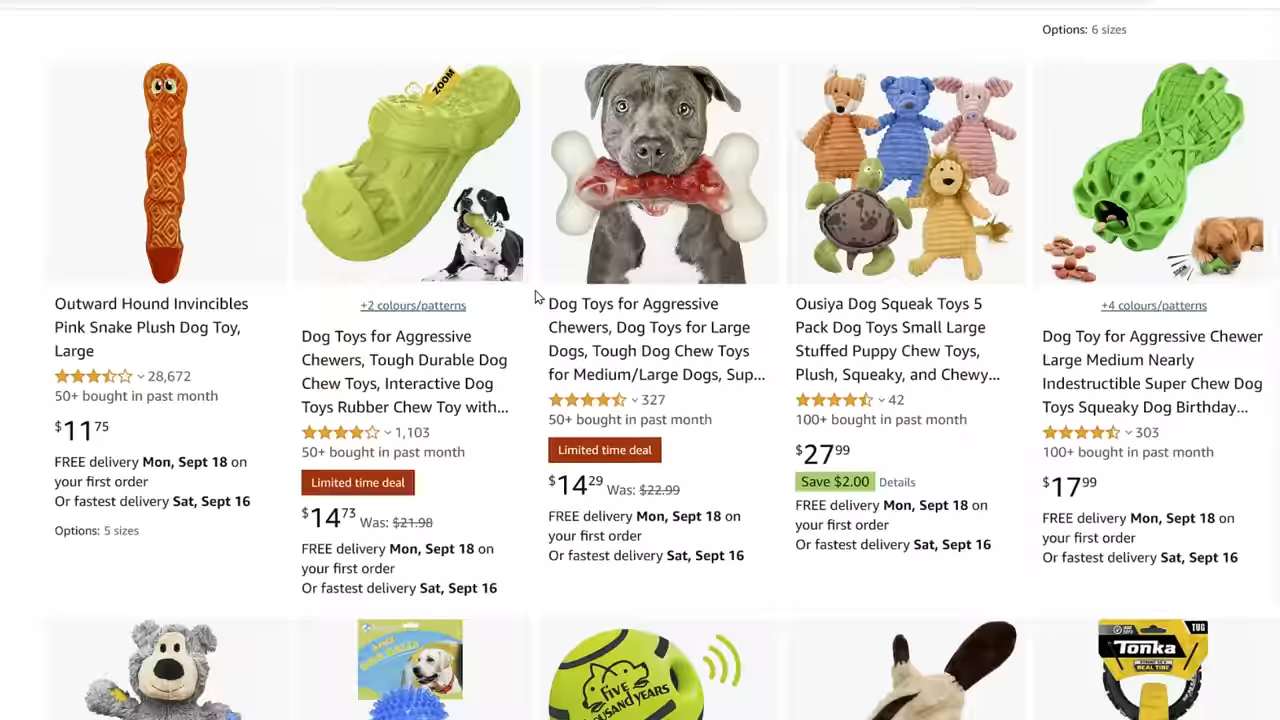 Options: 6 sizes
ZOOM
Outward Hound Invincibles
Pink Snake Plush Dog Toy,
Large
28,672
50+ bought in past month
$11 75
FREE delivery Mon, Sept 18 on
your first order
Or fastest delivery Sat, Sept 16
Options: 5 sizes
+2 colours/patterns
Dog Toys for Aggressive
Chewers, Tough Durable Dog
Chew Toys, Interactive Dog
Toys Rubber Chew Toy with...
1,103
50+ bought in past month
Limited time deal
$14 73 Was: $21.98
FREE delivery Mon, Sept 18 on
your first order
Or fastest delivery Sat, Sept 16
Dog Toys for Aggressive
Chewers, Dog Toys for Large
Dogs, Tough Dog Chew Toys
for Medium/Large Dogs, Sup...
327
50+ bought in past month
Limited time deal
$14 29 Was: $22.99
FREE delivery Mon, Sept 18 on
your first order
Or fastest delivery Sat, Sept 16
Ousiya Dog Squeak Toys 5
Pack Dog Toys Small Large
Stuffed Puppy Chew Toys,
Plush, Squeaky, and Chewy...
42
100+ bought in past month
$27 99
Save $2.00 Details
FREE delivery Mon, Sept 18 on
your first order
Or fastest delivery Sat, Sept 16
+4 colours/patterns
Dog Toy for Aggressive Chewer
Large Medium Nearly
Indestructible Super Chew Dog
Toys Squeaky Dog Birthday...
303
100+ bought in past month
$17 99
FREE delivery Mon, Sept 18 on
your first order
Or fastest delivery Sat, Sept 16
FIVE
THOUSAND YEARS
TUG
Tonka
REAL TIRE